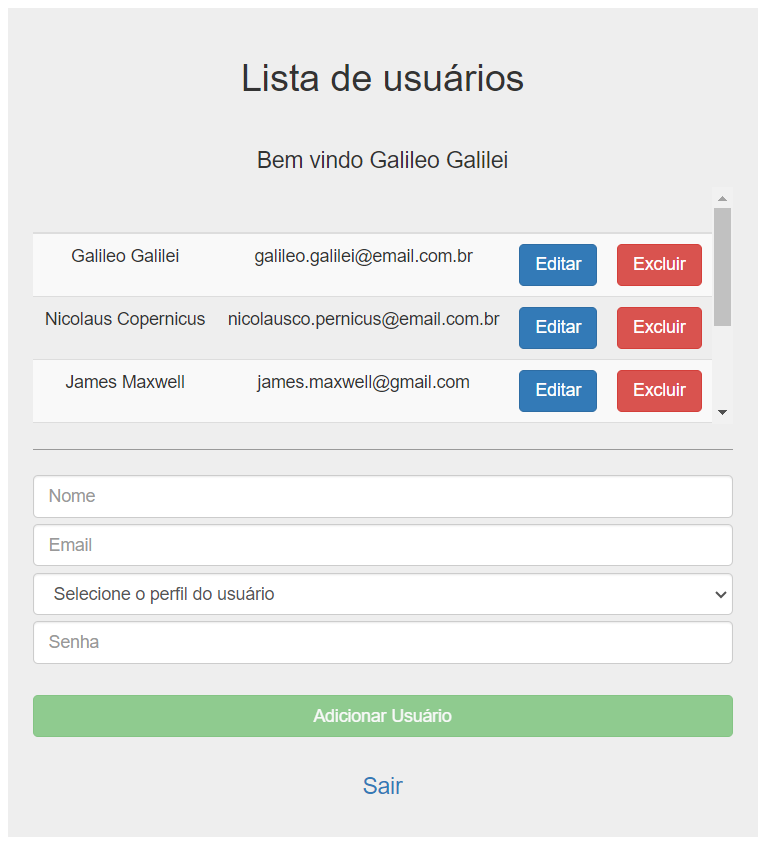 Lista de usuários
Bem vindo Galileo Galilei
Galileo Galilei galileo.galilei@email.com.br Editar Excluir
Nicolaus Copernicus nicolausco.pernicus@email.com.br Editar Excluir
James Maxwell james.maxwell@gmail.com Editar Excluir
Nome
Email
Selecione o perfil do usuário
Senha
Adicionar Usuário
Sair